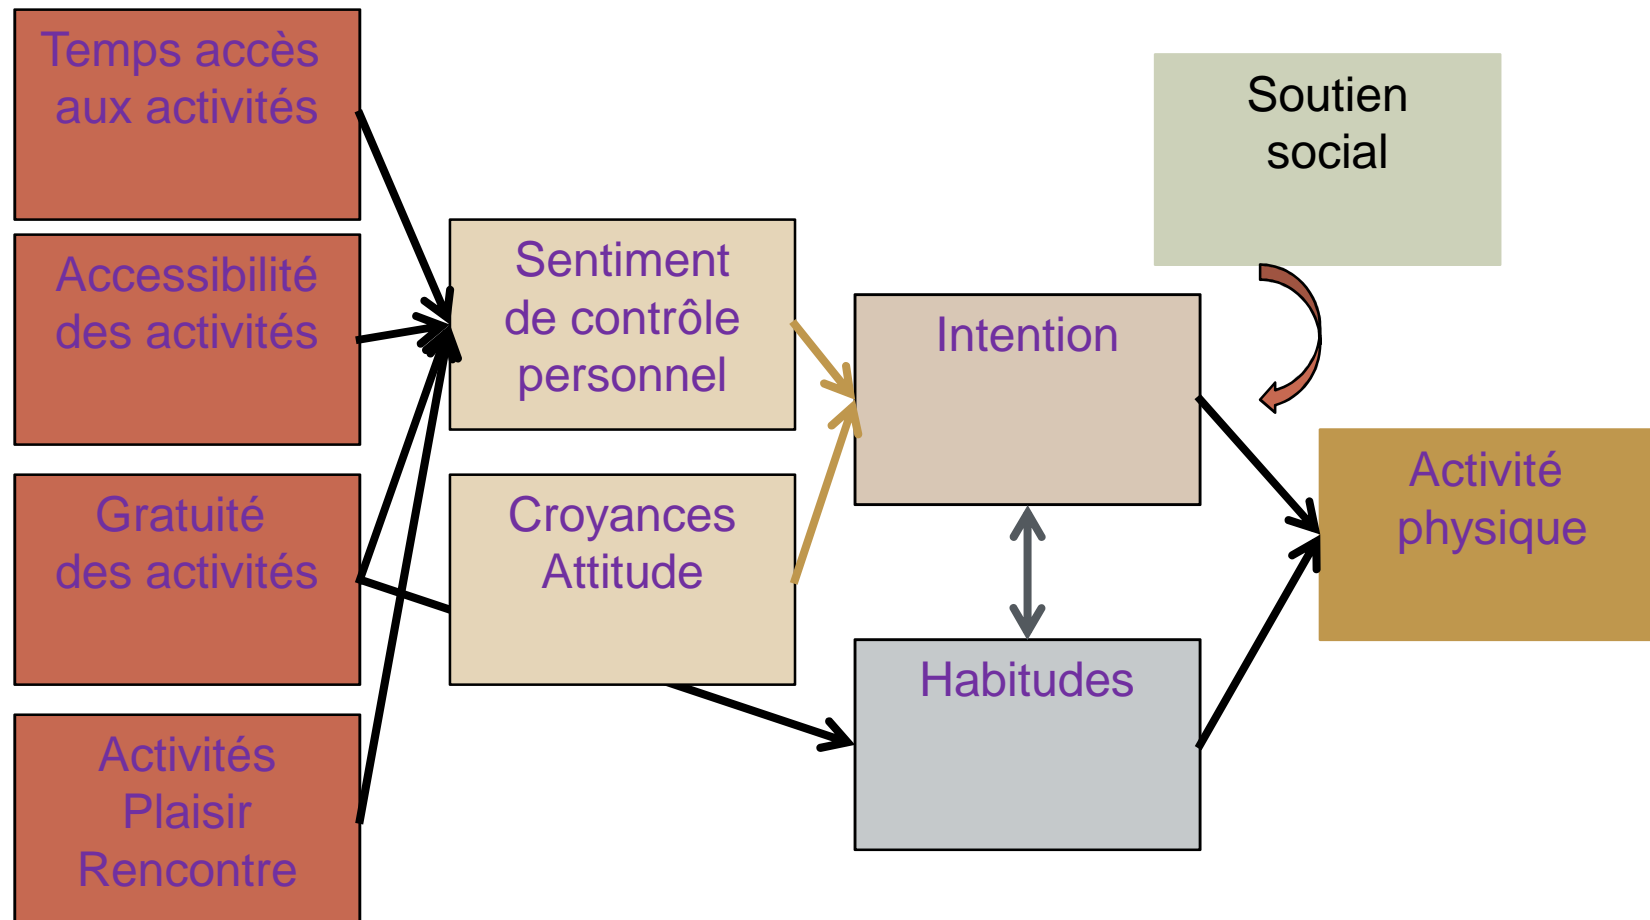 Temps accès
aux activités
Accessibilité
des activités
Gratuité
des activités
Activités
Plaisir
Rencontre
Sentiment
de contrôle
personnel
Croyances
Attitude
Intention
Habitudes
Soutien
social
Activité
physique